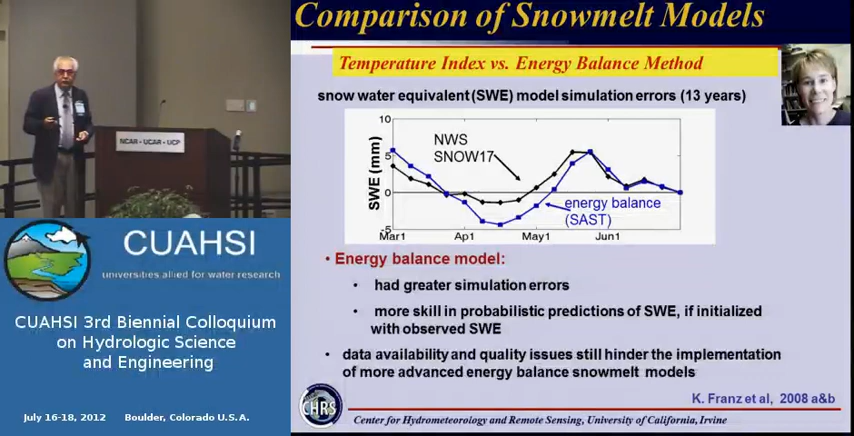 NCAR - UCAR - UCP
CUAHSI
universities allied for water research
CUAHSI 3rd Biennial Colloquium
on Hydrologic Science
and Engineering
July 16-18, 2012 Boulder, Colorado U.S.A.
Comparison of Snowmelt Models
Temperature Index vs. Energy Balance Method
snow water equivalent (SWE) model simulation errors (13 years)
SWE (mm)
10
5
0
-5
Mar1 Apr1 May1 Jun1
NWS
SNOW17
energy balance
(SAST)
• Energy balance model:
• had greater simulation errors
• more skill in probabilistic predictions of SWE, if initialized
with observed SWE
• data availability and quality issues still hinder the implementation
of more advanced energy balance snowmelt models
K. Franz et al, 2008 a&b
CHRS
Center for Hydrometeorology and Remote Sensing, University of California, Irvine